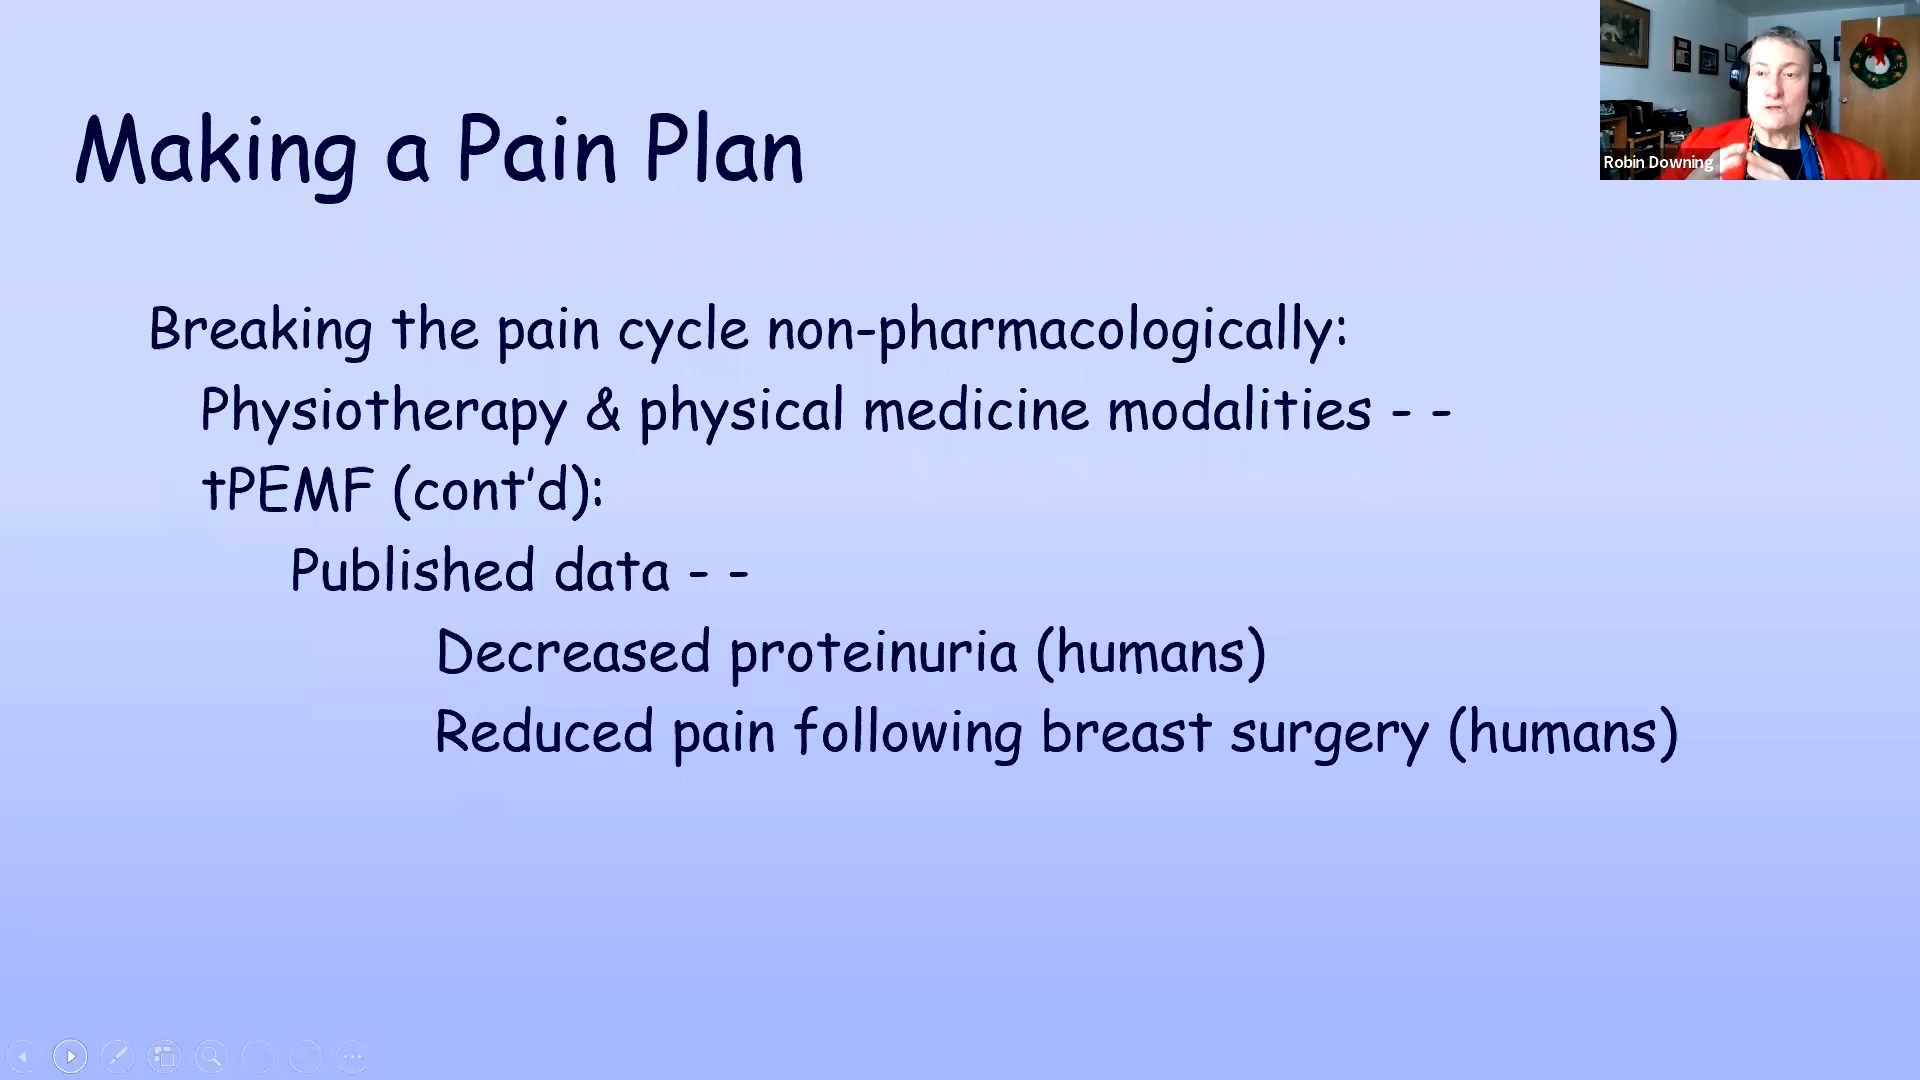 Making a Pain Plan
Robin Downing
Breaking the pain cycle non-pharmacologically:
Physiotherapy & physical medicine modalities - -
tPEMF (cont’d):
Published data - -
Decreased proteinuria (humans)
Reduced pain following breast surgery (humans)